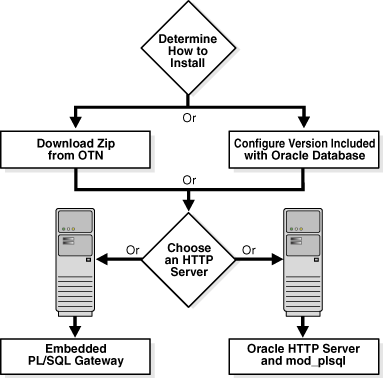 Determine
How to
Install
Or
Download Zip
from OTN
Configure Version Included
with Oracle Database
Or
Choose
an HTTP
Server
Or
Or
Embedded
PL/SQL Gateway
Oracle HTTP Server
and mod_plsql